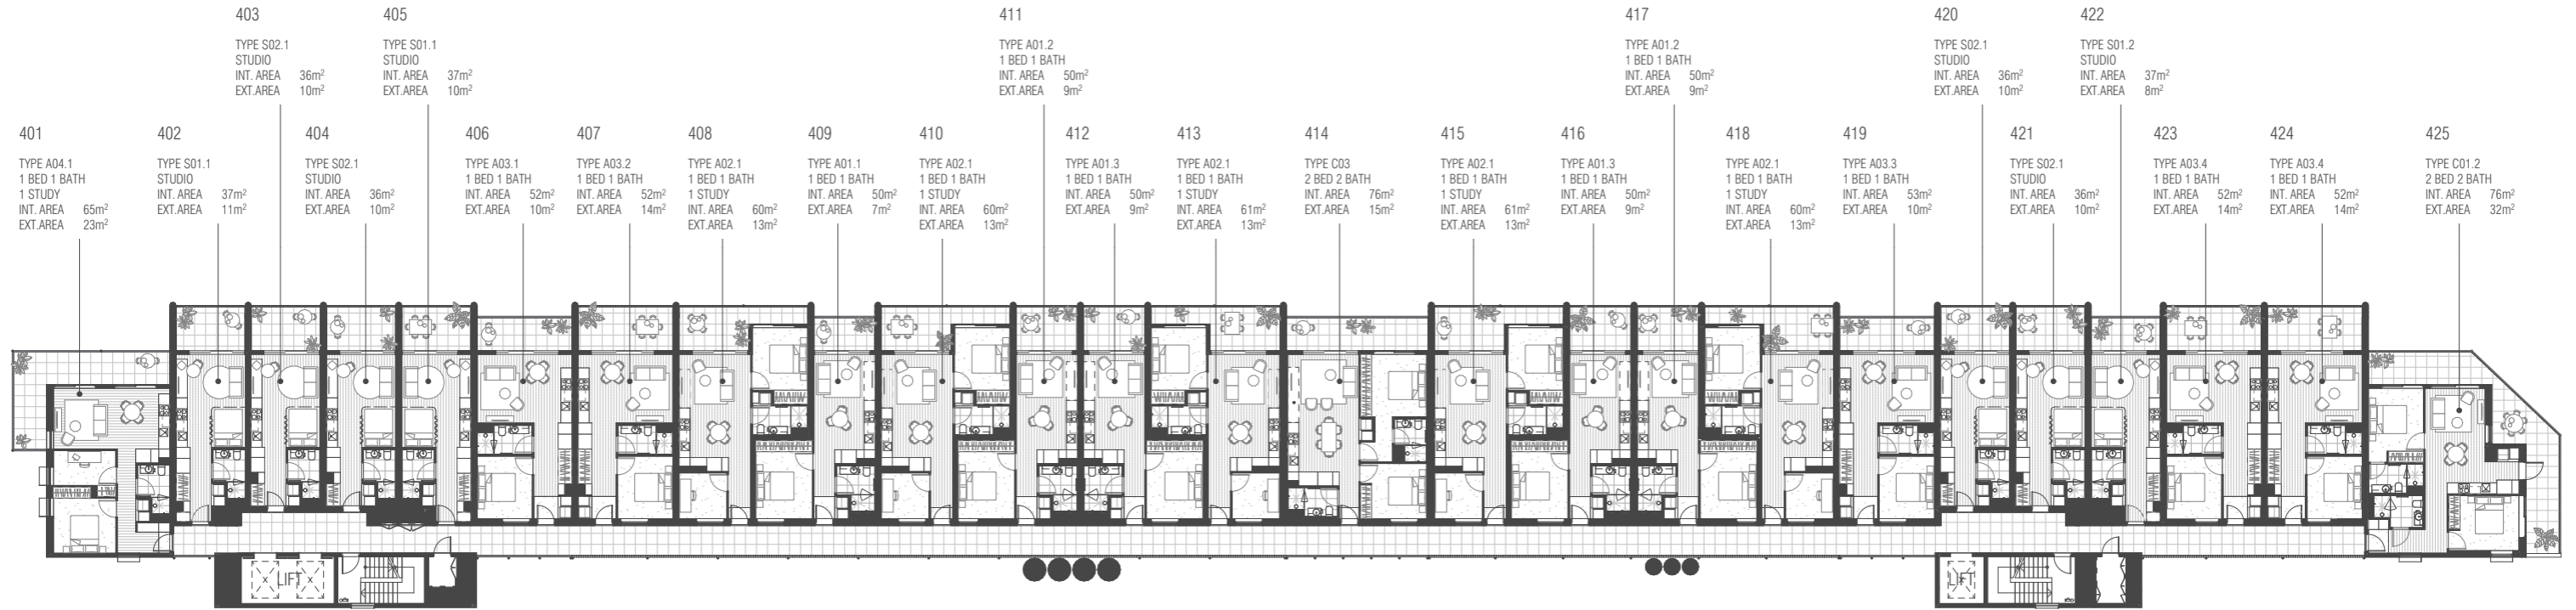 403
TYPE S02.1
STUDIO
INT. AREA 36m²
EXT.AREA 10m²
405
TYPE S01.1
STUDIO
INT. AREA 37m²
EXT.AREA 10m²
411
TYPE A01.2
1 BED 1 BATH
INT. AREA 50m²
EXT.AREA 9m²
417
TYPE A01.2
1 BED 1 BATH
INT. AREA 50m²
EXT.AREA 9m²
420
TYPE S02.1
STUDIO
INT. AREA 36m²
EXT.AREA 10m²
422
TYPE S01.2
STUDIO
INT. AREA 37m²
EXT.AREA 8m²
401
TYPE A04.1
1 BED 1 BATH
1 STUDY
INT. AREA 65m²
EXT.AREA 23m²
402
TYPE S01.1
STUDIO
INT. AREA 37m²
EXT.AREA 11m²
404
TYPE S02.1
STUDIO
INT. AREA 36m²
EXT.AREA 10m²
406
TYPE A03.1
1 BED 1 BATH
INT. AREA 52m²
EXT.AREA 10m²
407
TYPE A03.2
1 BED 1 BATH
INT. AREA 52m²
EXT.AREA 14m²
408
TYPE A02.1
1 BED 1 BATH
1 STUDY
INT. AREA 60m²
EXT.AREA 13m²
409
TYPE A01.1
1 BED 1 BATH
INT. AREA 50m²
EXT.AREA 7m²
410
TYPE A02.1
1 BED 1 BATH
1 STUDY
INT. AREA 60m²
EXT.AREA 13m²
412
TYPE A01.3
1 BED 1 BATH
INT. AREA 50m²
EXT.AREA 9m²
413
TYPE A02.1
1 BED 1 BATH
1 STUDY
INT. AREA 61m²
EXT.AREA 13m²
414
TYPE C03
2 BED 2 BATH
INT. AREA 76m²
EXT.AREA 15m²
415
TYPE A02.1
1 BED 1 BATH
1 STUDY
INT. AREA 61m²
EXT.AREA 13m²
416
TYPE A01.3
1 BED 1 BATH
INT. AREA 50m²
EXT.AREA 9m²
418
TYPE A02.1
1 BED 1 BATH
1 STUDY
INT. AREA 60m²
EXT.AREA 13m²
419
TYPE A03.3
1 BED 1 BATH
INT. AREA 53m²
EXT.AREA 10m²
421
TYPE S02.1
STUDIO
INT. AREA 36m²
EXT.AREA 10m²
423
TYPE A03.4
1 BED 1 BATH
INT. AREA 52m²
EXT.AREA 14m²
424
TYPE A03.4
1 BED 1 BATH
INT. AREA 52m²
EXT.AREA 14m²
425
TYPE C01.2
2 BED 2 BATH
INT. AREA 76m²
EXT.AREA 32m²
LIFT
LIFT